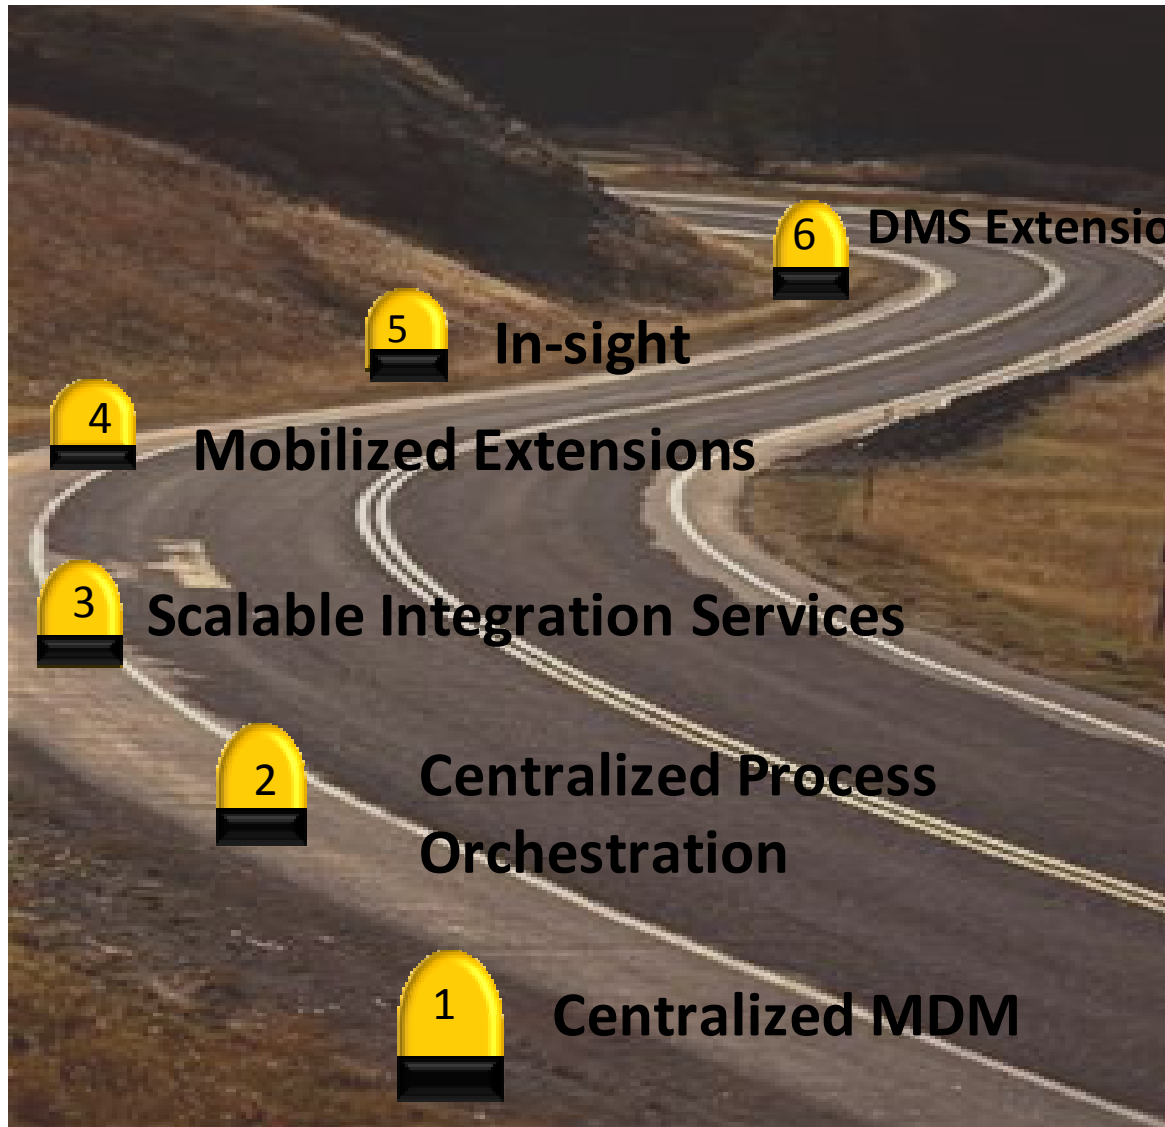 6 DMS Extensio
5 In-sight
4 Mobilized Extensions
3 Scalable Integration Services
2 Centralized Process
Orchestration
1 Centralized MDM